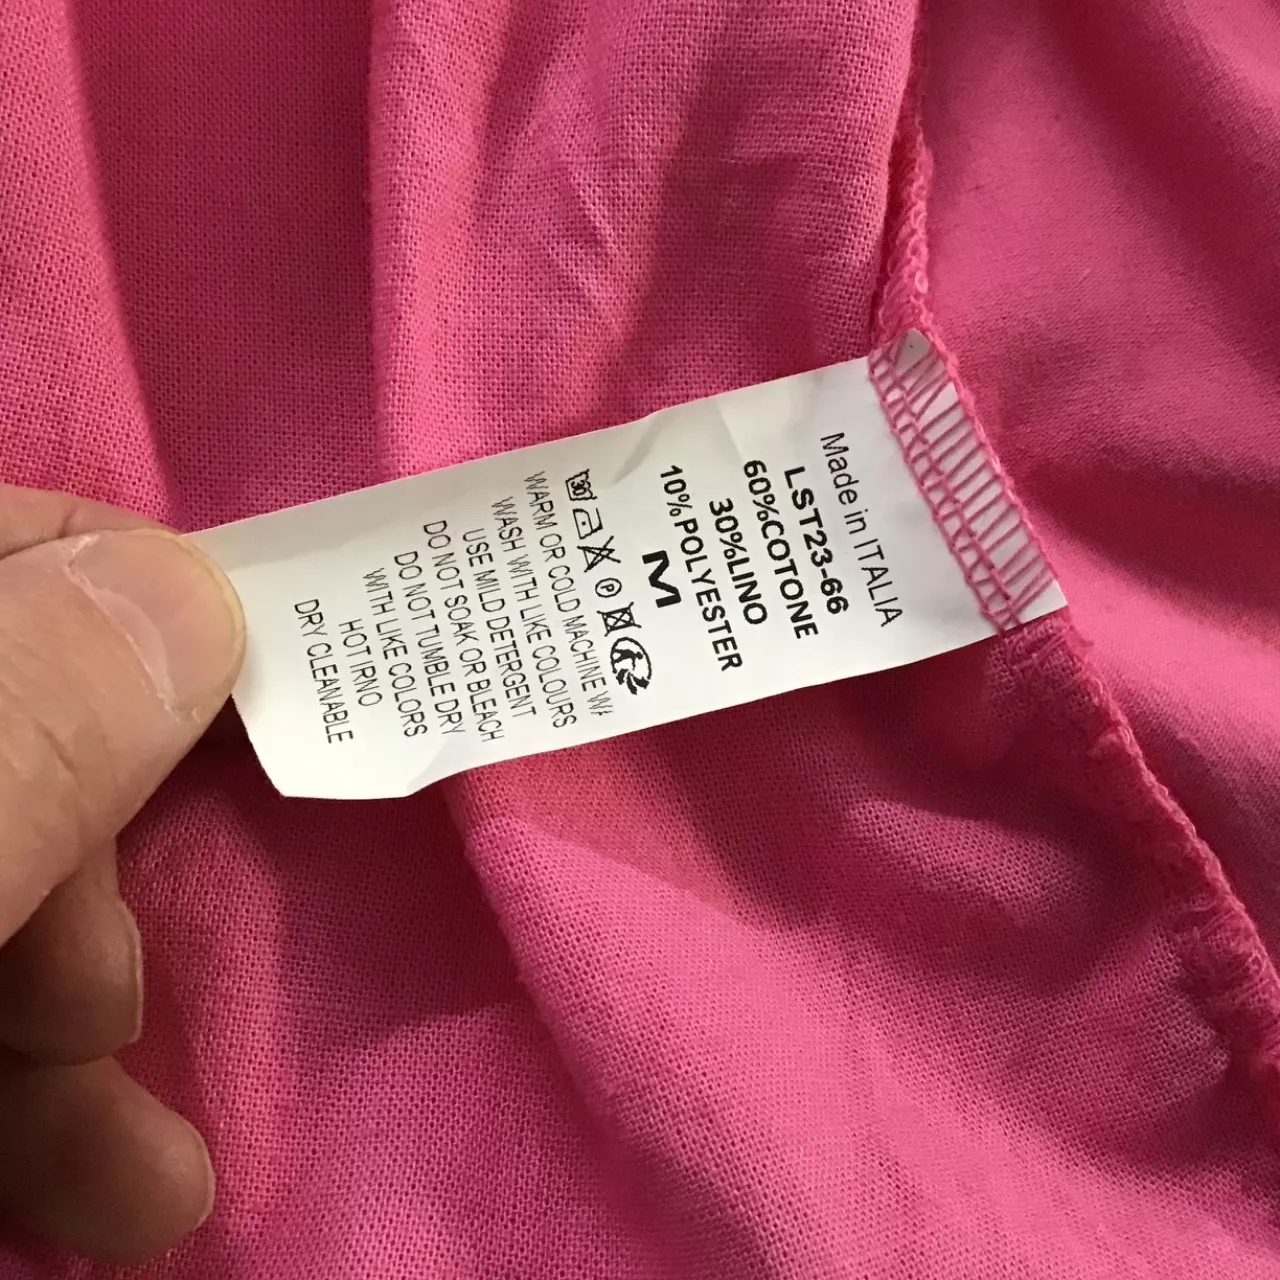 Made in ITALIA
LST23-66
60%COTONE
30%LINO
10%POLYESTER
M
30 P
WARM OR COLD MACHINE
WASH WITH LIKE COLOURS
USE MILD DETERGENT
DO NOT SOAK OR BLEACH
DO NOT TUMBLE DRY
WITH LIKE COLORS
HOT IRNO
DRY CLEANABLE